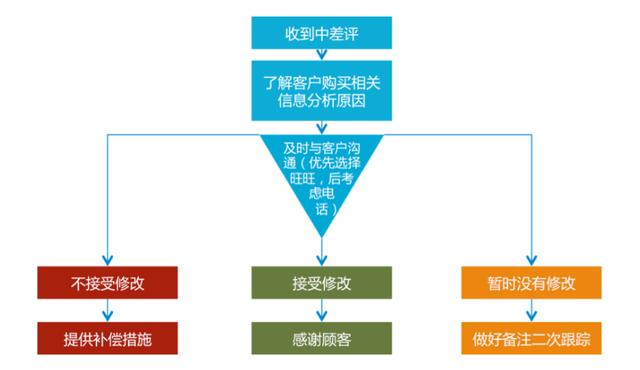 收到中差评
了解客户购买相关
信息分析原因
及时与客户沟
通（优先选择
旺旺，后考
虑电
话）
不接受修改
接受修改
暂时没有修改
提供补偿措施
感谢顾客
做好备注二次跟踪